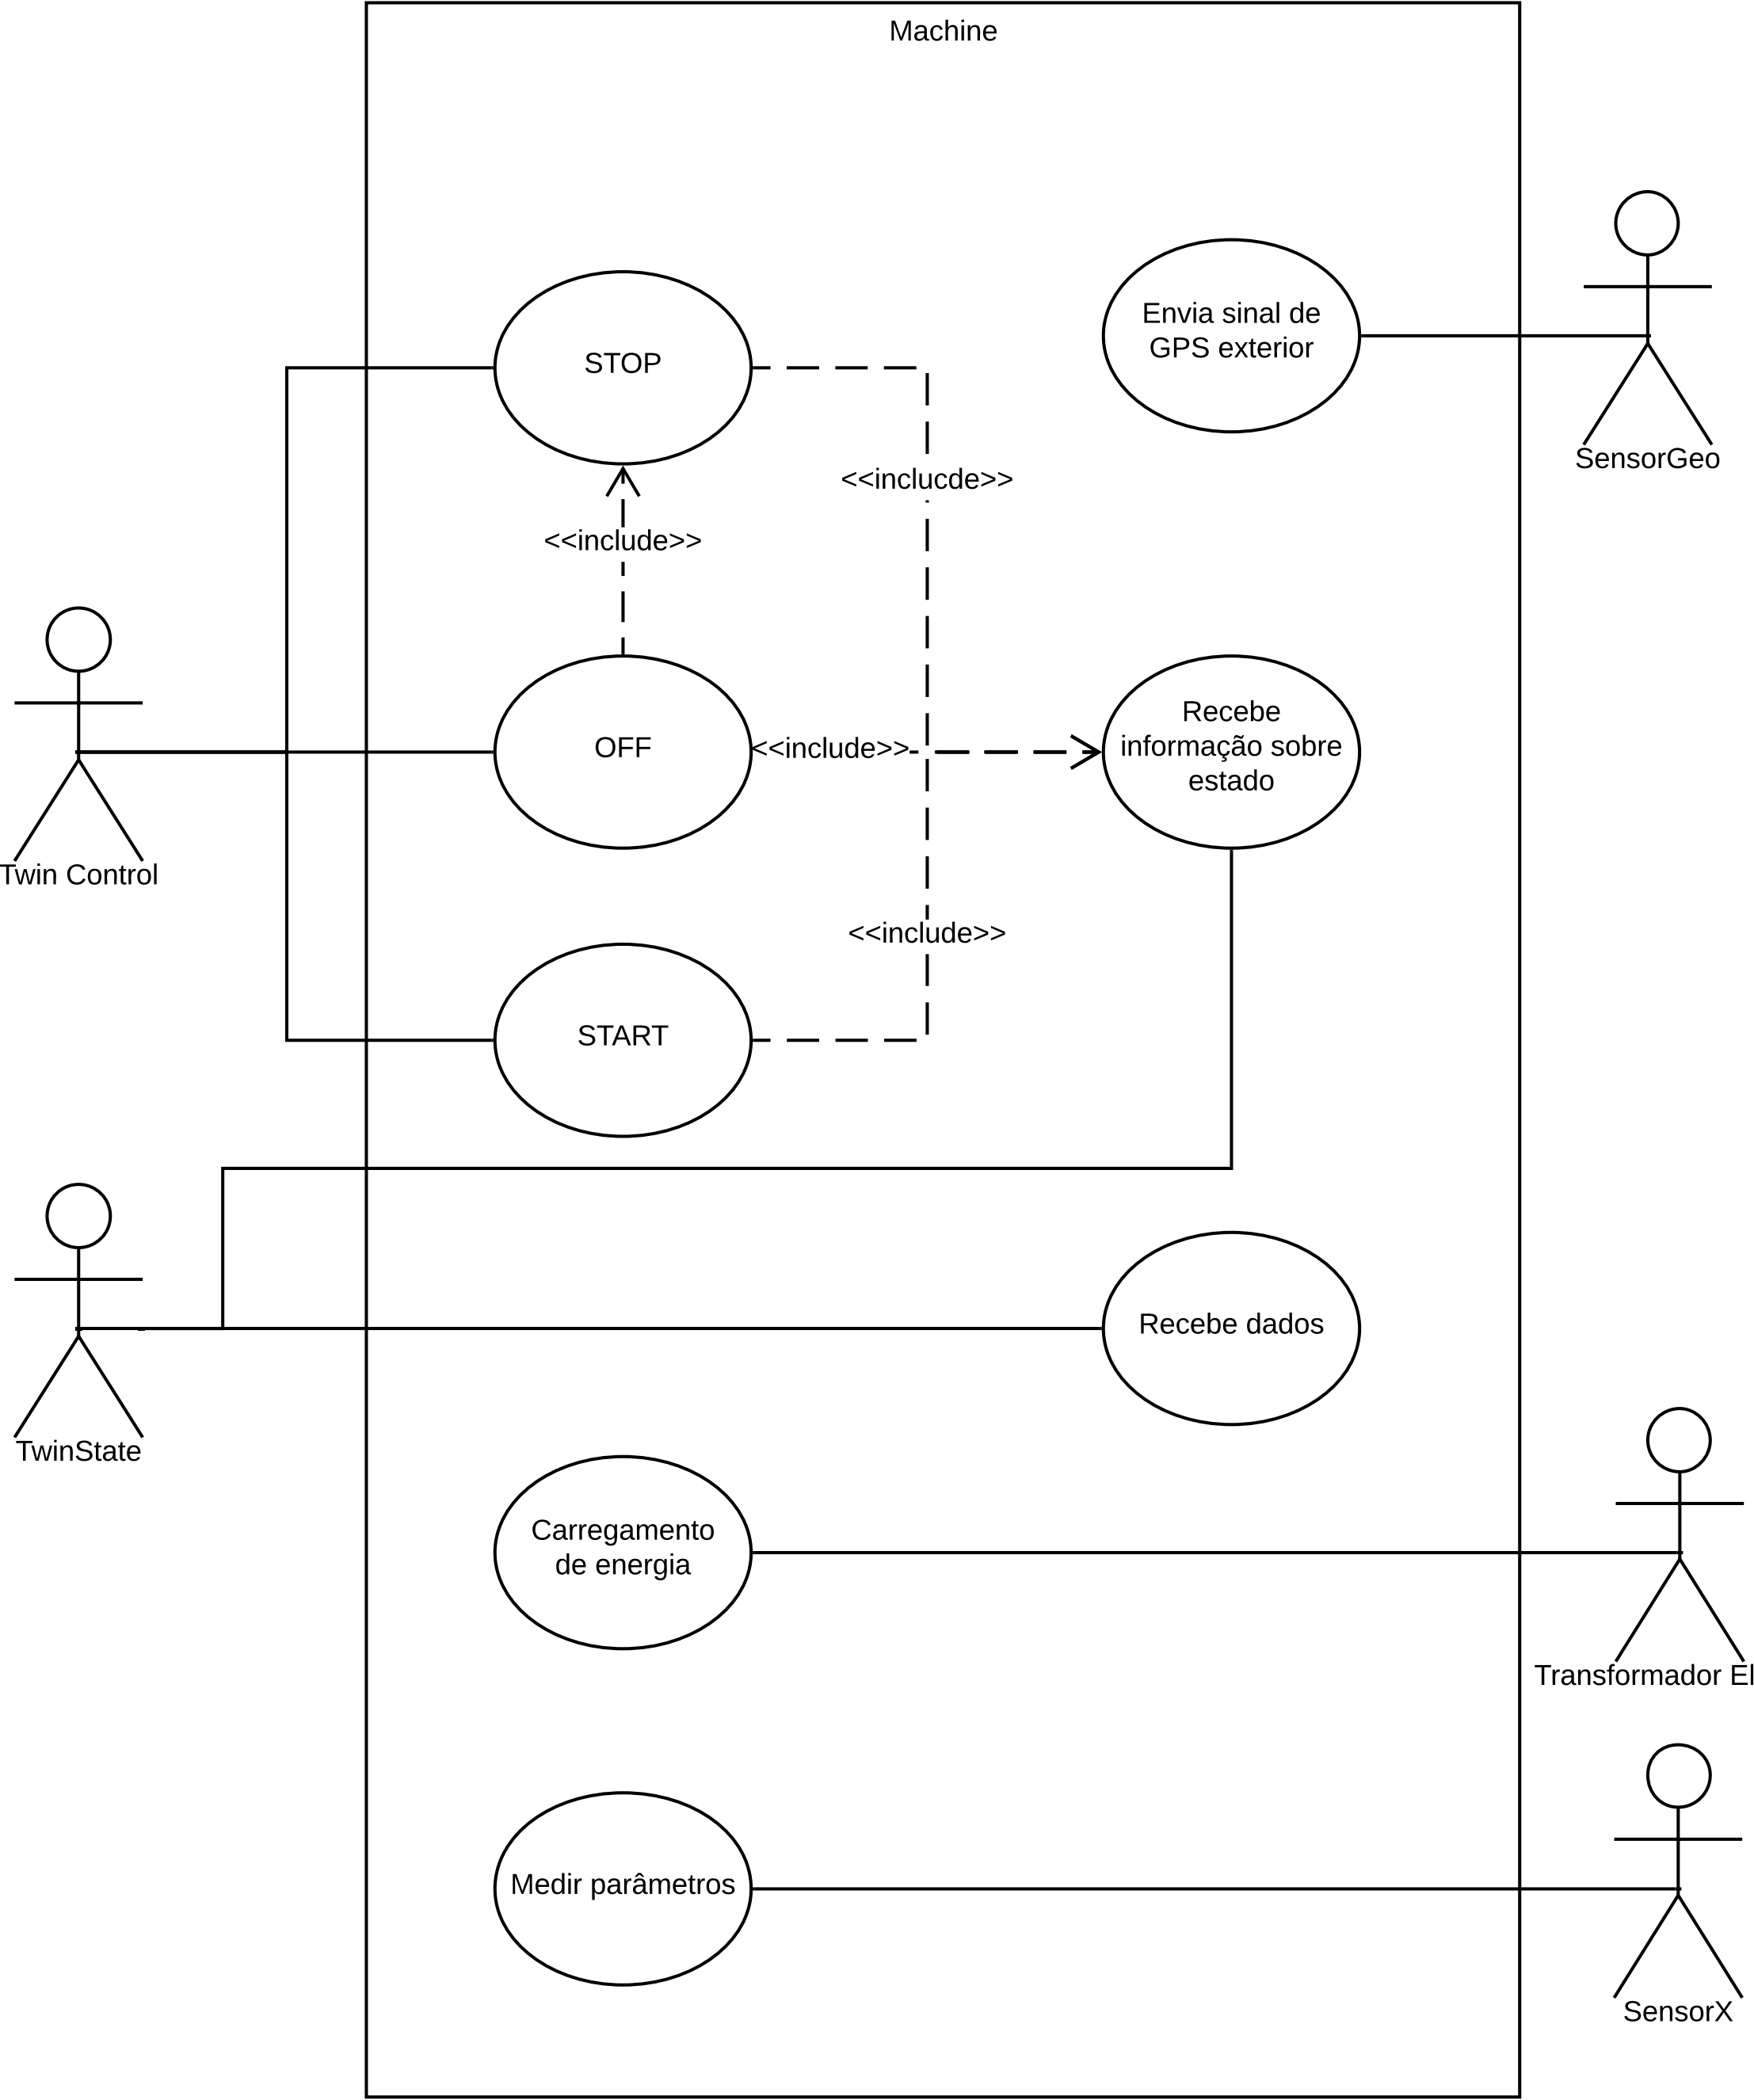 Machine
Envia sinal de
GPS exterior
STOP
SensorGeo
<<inclucde>>
<<include>>
Recebe
informação sobre
estado
OFF
<<include>>
Twin Control
<<include>>
START
Recebe dados
TwinState
Carregamento
de energia
Transformador El
Medir parâmetros
SensorX